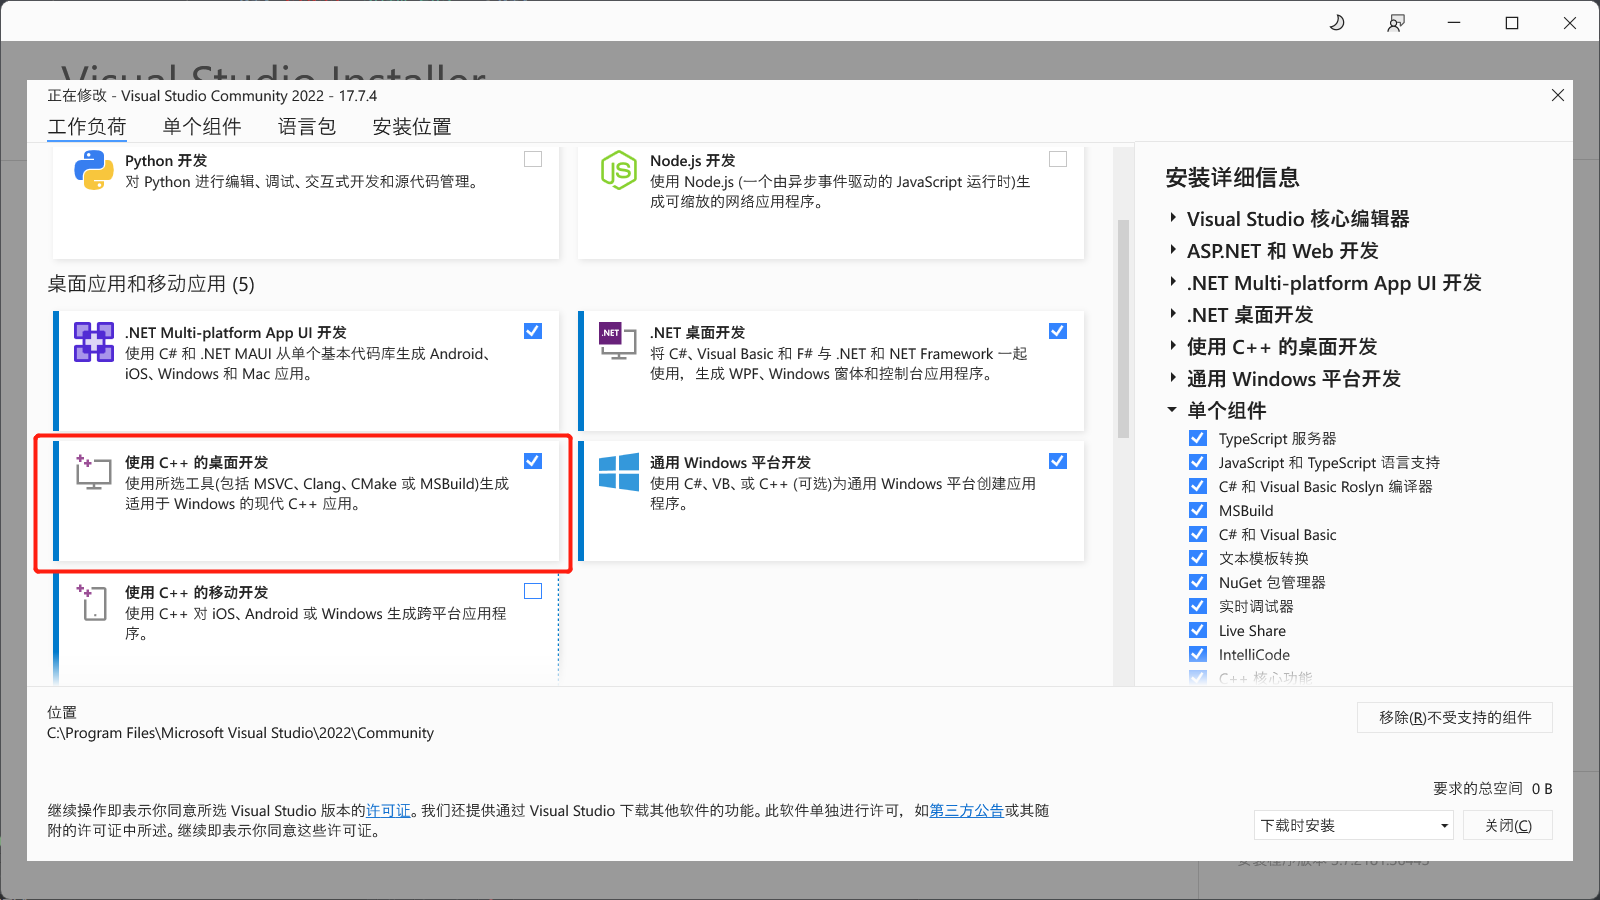 Visual Studio Installer
正在修改 - Visual Studio Community 2022 - 17.7.4
工作负荷 单个组件 语言包 安装位置
Python 开发
对 Python 进行编辑、调试、交互式开发和源代码管理。
Node.js 开发
使用 Node.js (一个由异步事件驱动的 JavaScript 运行时)生
成可缩放的网络应用程序。
桌面应用和移动应用 (5)
.NET Multi-platform App UI 开发
使用 C# 和 .NET MAUI 从单个基本代码库生成 Android、
iOS、Windows 和 Mac 应用。
.NET
.NET 桌面开发
将 C#、Visual Basic 和 F# 与 .NET 和 NET Framework 一起
使用，生成 WPF、Windows 窗体和控制台应用程序。
使用 C++ 的桌面开发
使用所选工具(包括 MSVC、Clang、CMake 或 MSBuild)生成
适用于 Windows 的现代 C++ 应用。
通用 Windows 平台开发
使用 C#、VB、或 C++ (可选)为通用 Windows 平台创建应用
程序。
使用 C++ 的移动开发
使用 C++ 对 iOS、Android 或 Windows 生成跨平台应用程
序。
安装详细信息
Visual Studio 核心编辑器
ASP.NET 和 Web 开发
.NET Multi-platform App UI 开发
.NET 桌面开发
使用 C++ 的桌面开发
通用 Windows 平台开发
单个组件
TypeScript 服务器
JavaScript 和 TypeScript 语言支持
C# 和 Visual Basic Roslyn 编译器
MSBuild
C# 和 Visual Basic
文本模板转换
NuGet 包管理器
实时调试器
Live Share
IntelliCode
C++ 核心功能
位置
C:\Program Files\Microsoft Visual Studio\2022\Community
移除(R)不受支持的组件
要求的总空间 0 B
继续操作即表示你同意所选 Visual Studio 版本的许可证。我们还提供通过 Visual Studio 下载其他软件的功能。此软件单独进行许可，如第三方公告或其随
附的许可证中所述。继续即表示你同意这些许可证。
下载时安装
关闭(C)